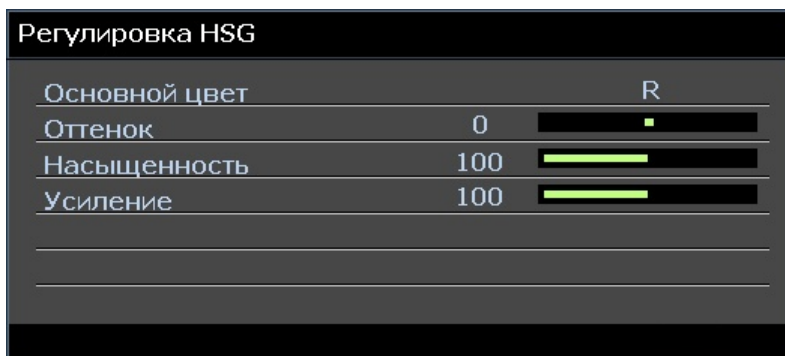 Регулировка HSG
Основной цвет R
Оттенок 0
Насыщенность 100
Усиление 100